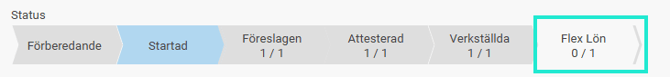 Status
Förberedande
Startad
Föreslagen
1 / 1
Attesterad
1 / 1
Verkställda
1 / 1
Flex Lön
0 / 1